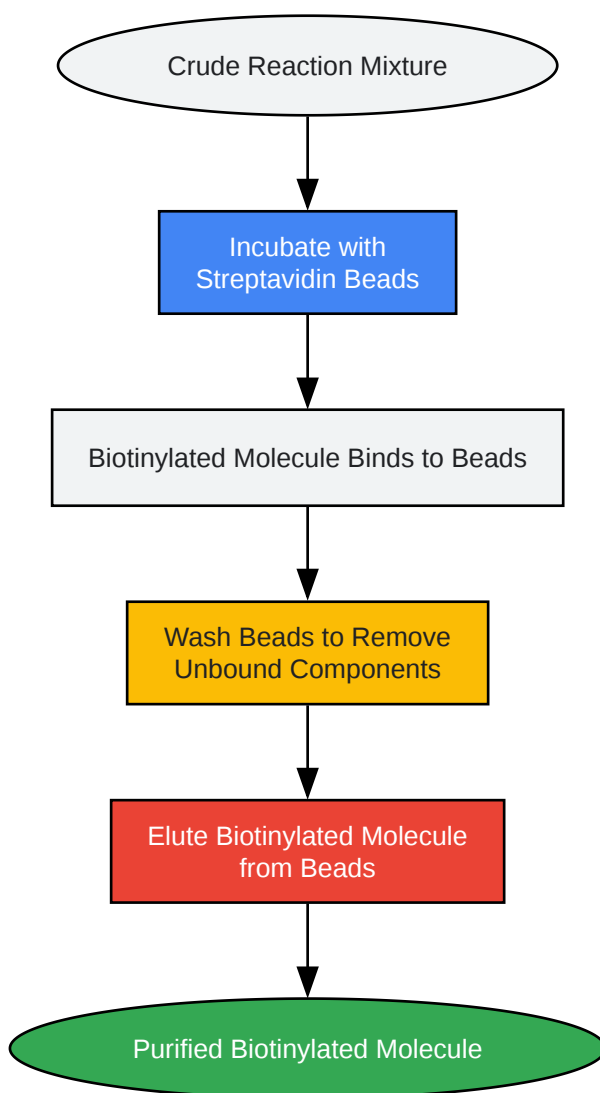 Crude Reaction Mixture
Incubate with
Streptavidin Beads
Biotinylated Molecule Binds to Beads
Wash Beads to Remove
Unbound Components
Elute Biotinylated Molecule
from Beads
Purified Biotinylated Molecule